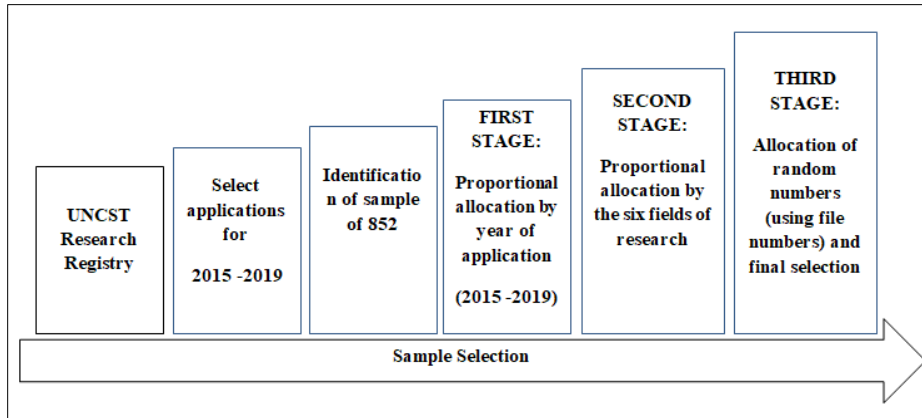 UNCST
Research
Registry
Select
applications
for
2015 -2019
Identificatio
n of sample
of 852
FIRST
STAGE:
Proportional
allocation by
year of
application
(2015 -2019)
SECOND
STAGE:
Proportional
allocation by
the six fields of
research
THIRD
STAGE:
Allocation of
random
numbers
(using file
numbers) and
final selection
Sample Selection